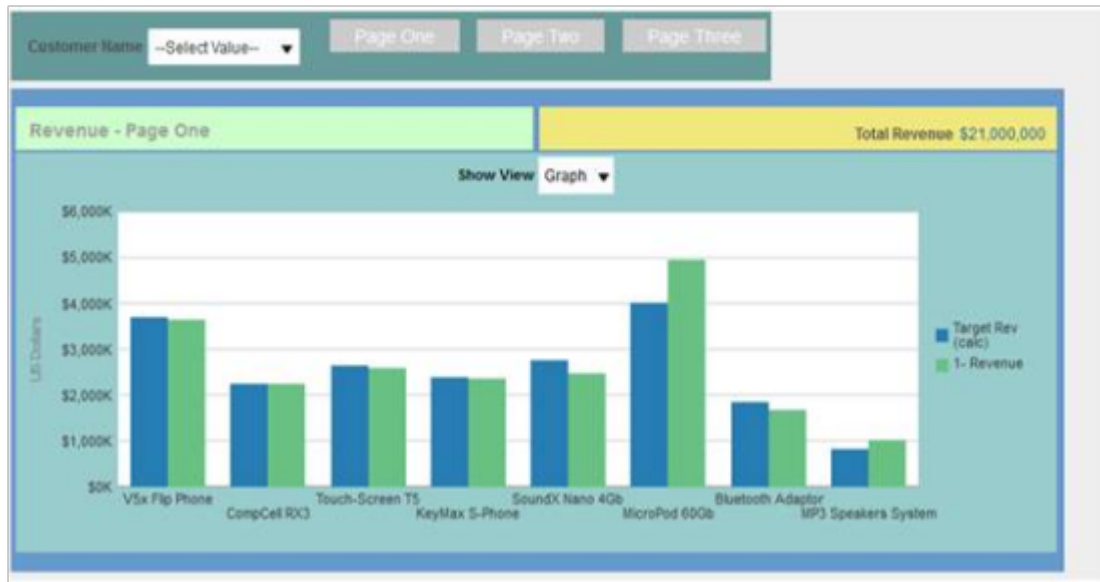 Customer Name --Select Value-- Page One Page Two Page Three
Revenue - Page One Total Revenue $21,000,000
Show View Graph
$6,000K
$5,000K
$4,000K
$3,000K
$2,000K
$1,000K
$0K
US Dollars
V5x Flip Phone Touch-Screen T5 SoundX Nano 4Gb Bluetooth Adaptor
CompCell RX3 KeyMax S-Phone MicroPod 60Gb MP3 Speakers System
Target Rev
(calc)
1- Revenue